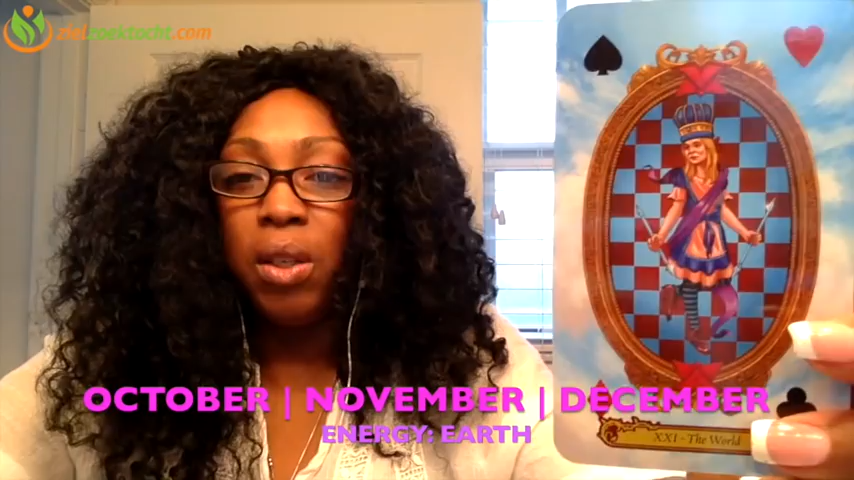 zielzoektocht.com
OCTOBER | NOVEMBER | DECEMBER
ENERGY: EARTH
XXI - The World